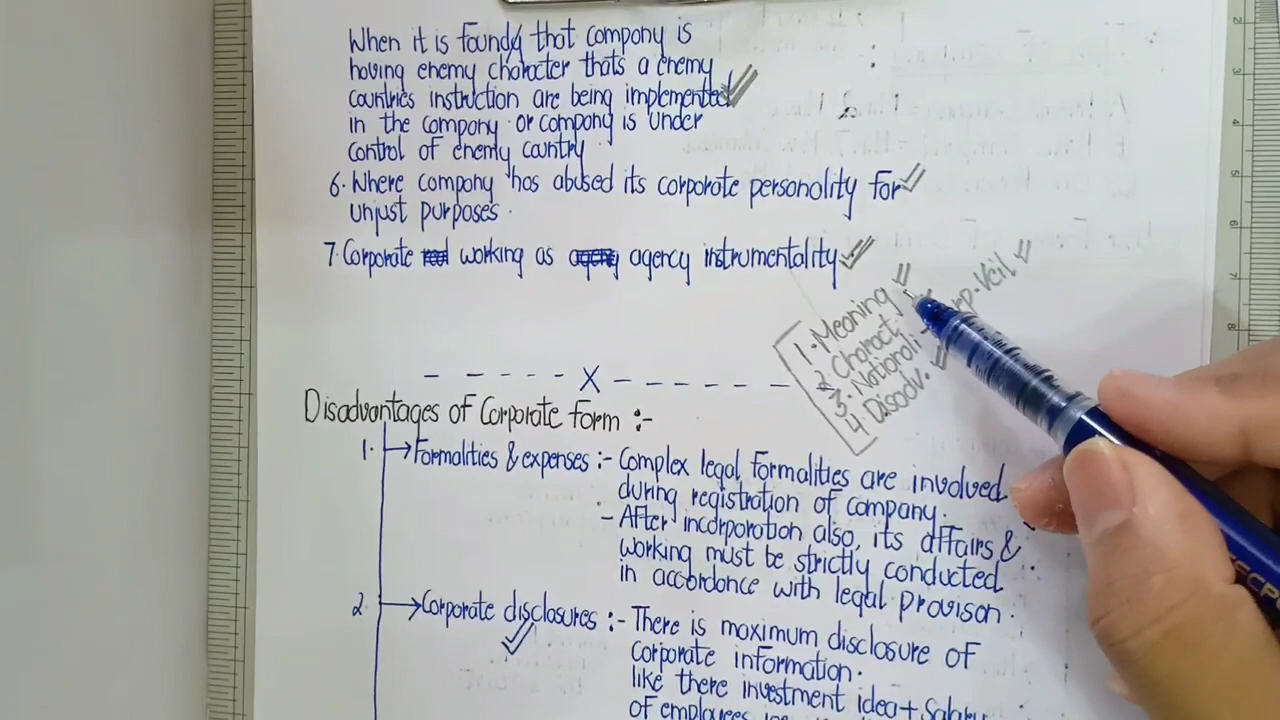 When it is found that company is
having enemy character thats a enemy
countries instruction are being implemented
in the company or company is under
control of enemy country.
6. Where company has abused its corporate personality for
unjust purposes.
7. Corporate working as agency instrumentality
1. Meaning
2. Charact.
3. Nationali
Corp. Veil
4. Disadv.
X
Disadvantages of Corporate form :-
1. Formalities & expenses :- Complex legal formalities are involved
during registration of company.
- After incorporation also, its affairs &
working must be strictly conducted
in accordance with legal provison.
2. Corporate disclosures :- There is maximum disclosure of
corporate information.
like there investment idea + Salary
of employees